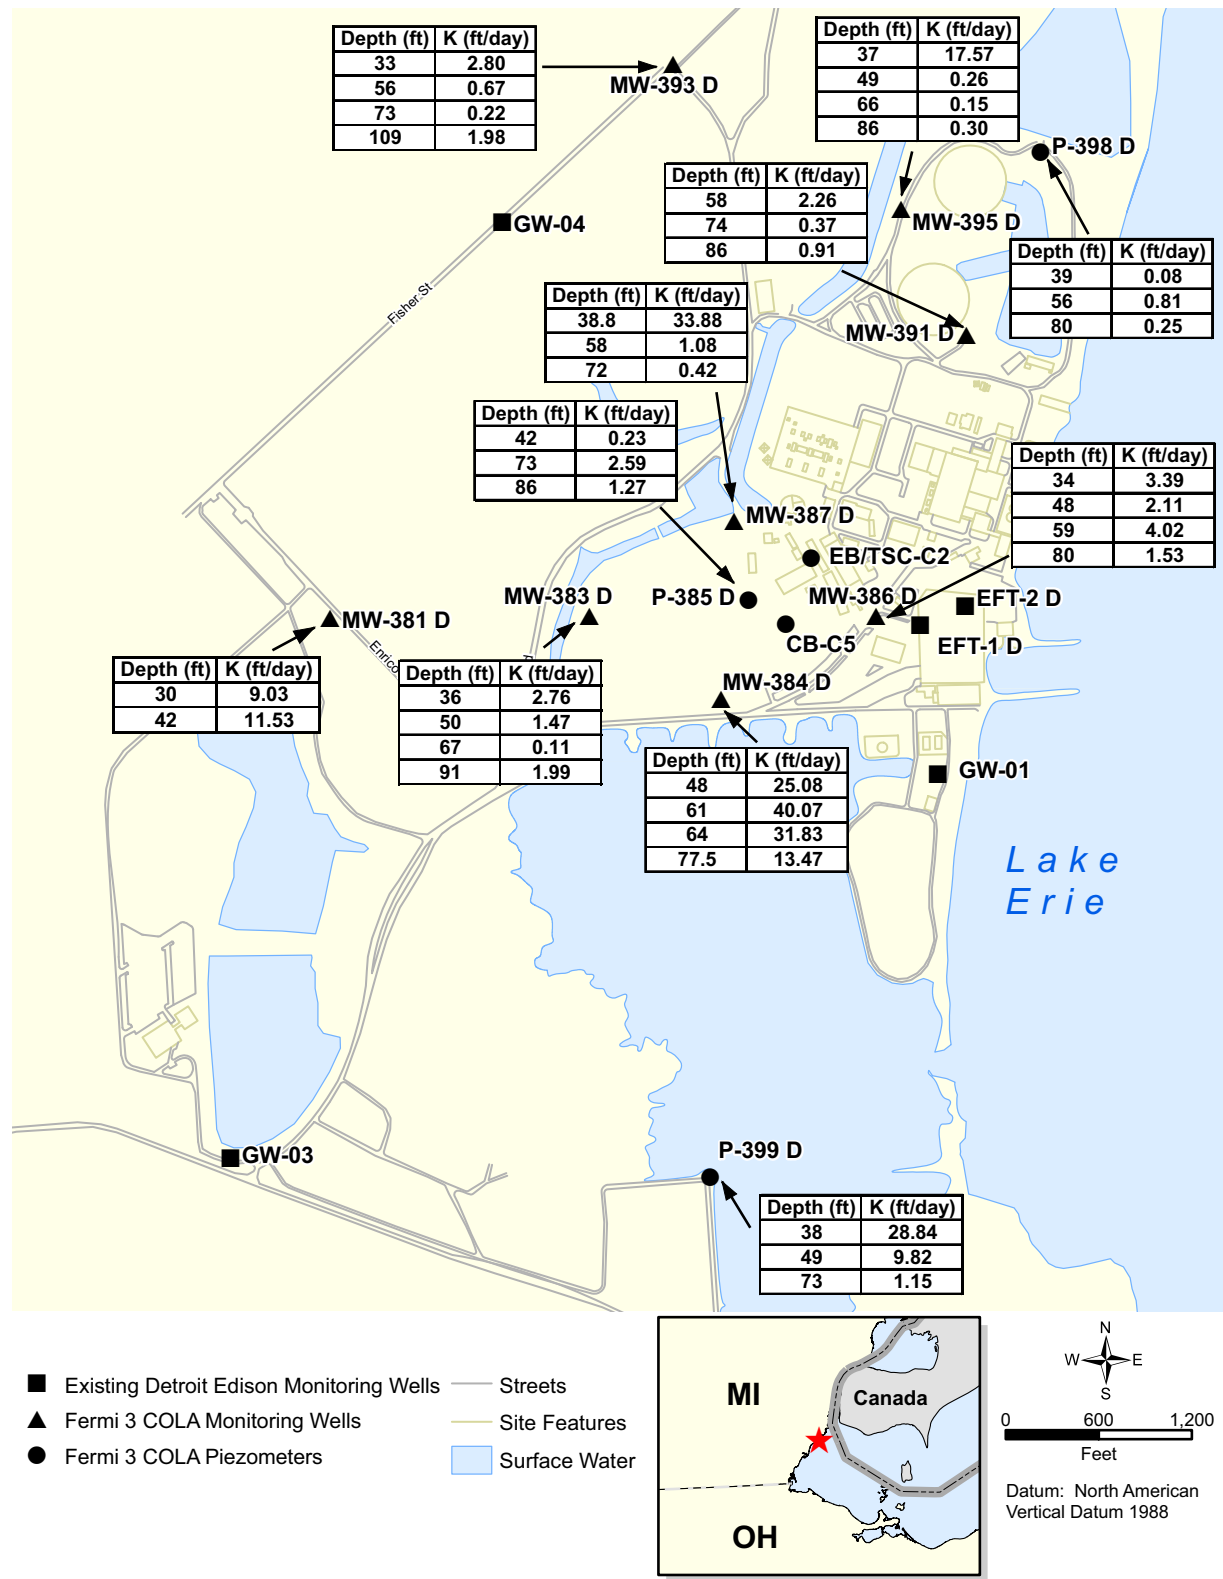 Depth (ft) K (ft/day)
33 2.80
56 0.67
73 0.22
109 1.98
MW-393 D
Depth (ft) K (ft/day)
37 17.57
49 0.26
66 0.15
86 0.30
P-398 D
Depth (ft) K (ft/day)
58 2.26
74 0.37
86 0.91
MW-395 D
GW-04
Depth (ft) K (ft/day)
39 0.08
56 0.81
80 0.25
Fisher St
Depth (ft) K (ft/day)
38.8 33.88
58 1.08
72 0.42
MW-391 D
Depth (ft) K (ft/day)
42 0.23
73 2.59
86 1.27
Depth (ft) K (ft/day)
34 3.39
48 2.11
59 4.02
80 1.53
MW-387 D
EB/TSC-C2
MW-383 D
P-385 D
MW-386 D
EFT-2 D
MW-381 D
CB-C5
EFT-1 D
Enrico
Depth (ft) K (ft/day)
30 9.03
42 11.53
Depth (ft) K (ft/day)
36 2.76
50 1.47
67 0.11
91 1.99
MW-384 D
Depth (ft) K (ft/day)
48 25.08
61 40.07
64 31.83
77.5 13.47
GW-01
Lake
Erie
GW-03
P-399 D
Depth (ft) K (ft/day)
38 28.84
49 9.82
73 1.15
Existing Detroit Edison Monitoring Wells
Fermi 3 COLA Monitoring Wells
Fermi 3 COLA Piezometers
Streets
Site Features
Surface Water
MI
Canada
OH
N
W E
S
0 600 1,200
Feet
Datum: North American
Vertical Datum 1988